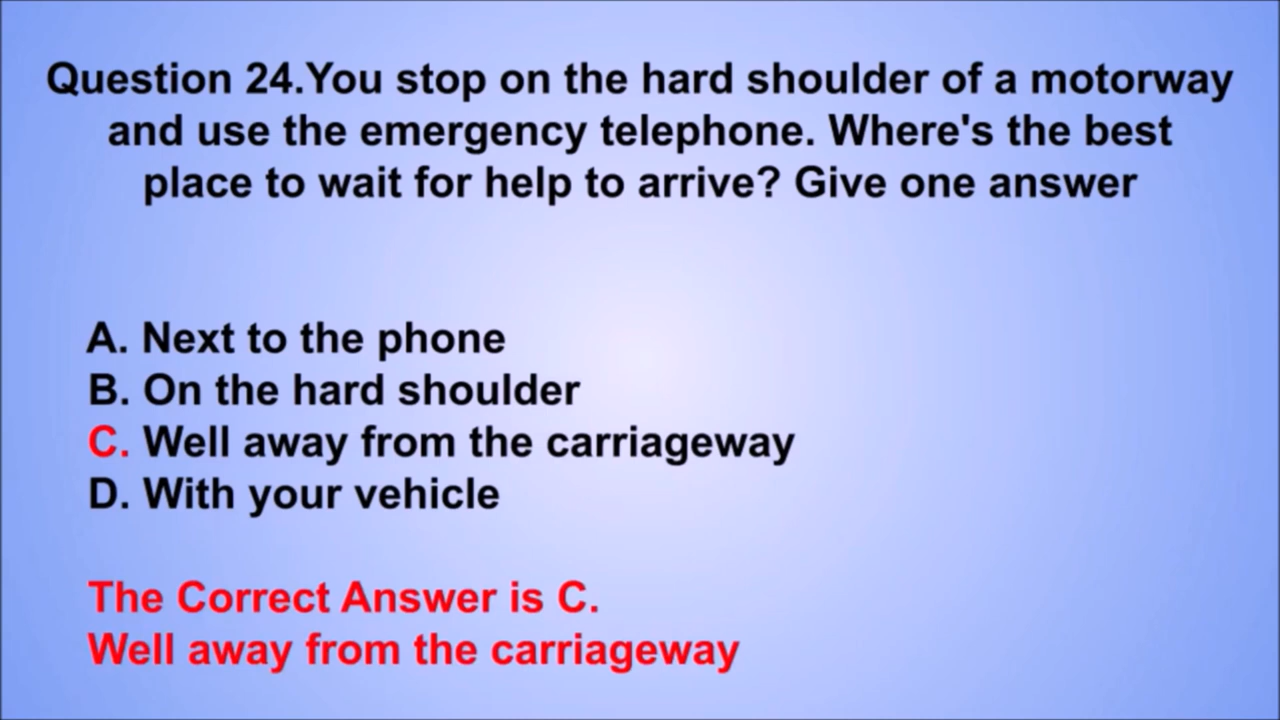 Question 24.You stop on the hard shoulder of a motorway
and use the emergency telephone. Where's the best
place to wait for help to arrive? Give one answer
A. Next to the phone
B. On the hard shoulder
C. Well away from the carriageway
D. With your vehicle
The Correct Answer is C.
Well away from the carriageway